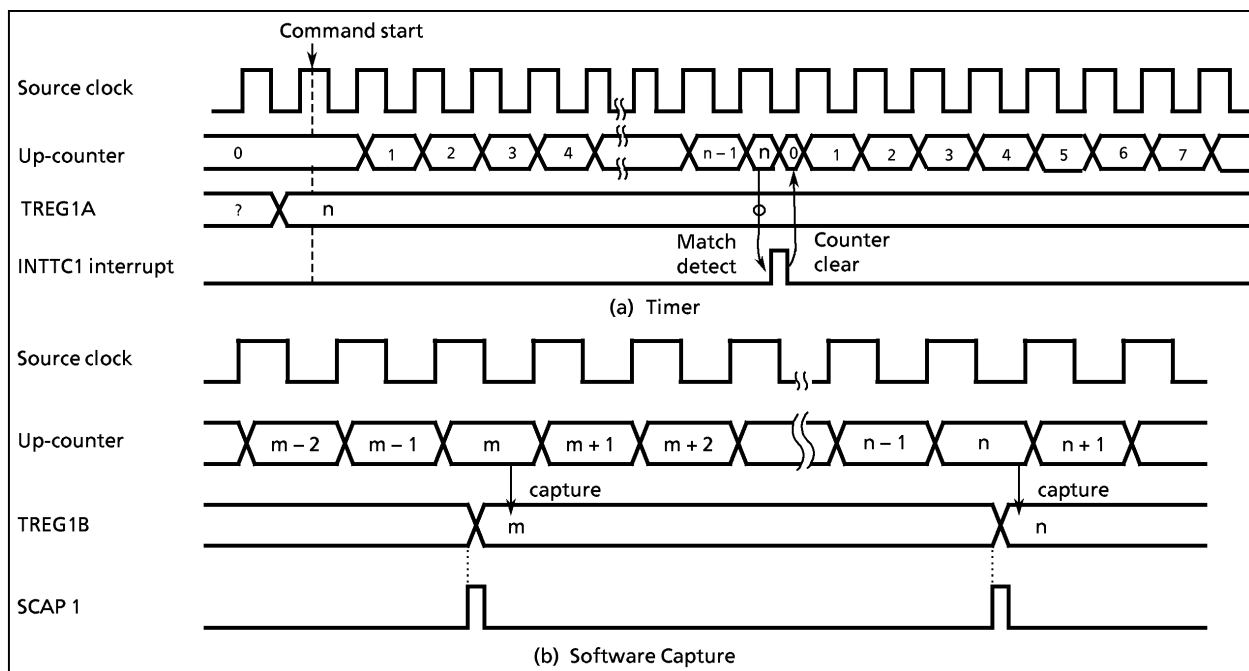 Command start
Source clock
Up-counter 0 1 2 3 4 n – 1 n 0 1 2 3 4 5 6 7
TREG1A ? n
Match detect
Counter clear
INTTC1 interrupt
(a) Timer
Source clock
Up-counter m – 2 m – 1 m m + 1 m + 2 n – 1 n n + 1
capture capture
TREG1B m n
SCAP 1
(b) Software Capture